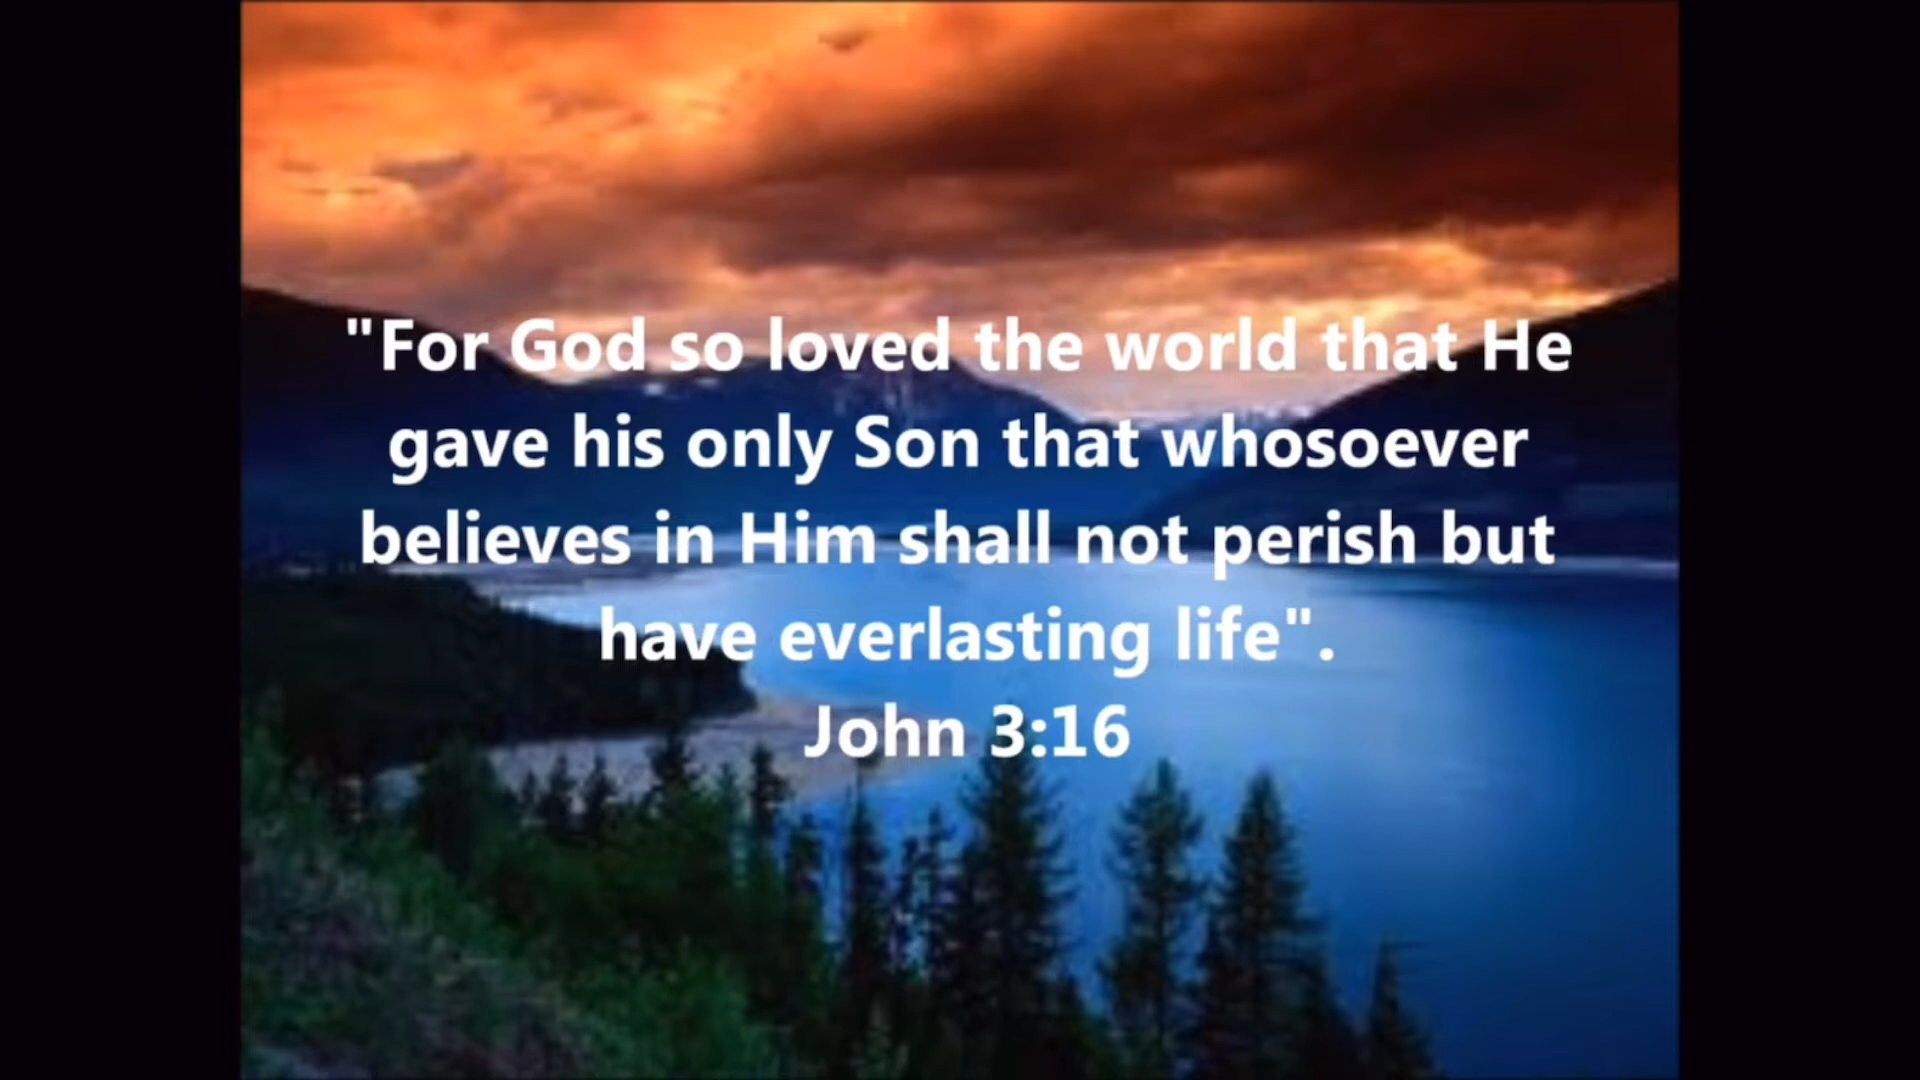 "For God so loved the world that He
gave his only Son that whosoever
believes in Him shall not perish but
have everlasting life".
John 3:16